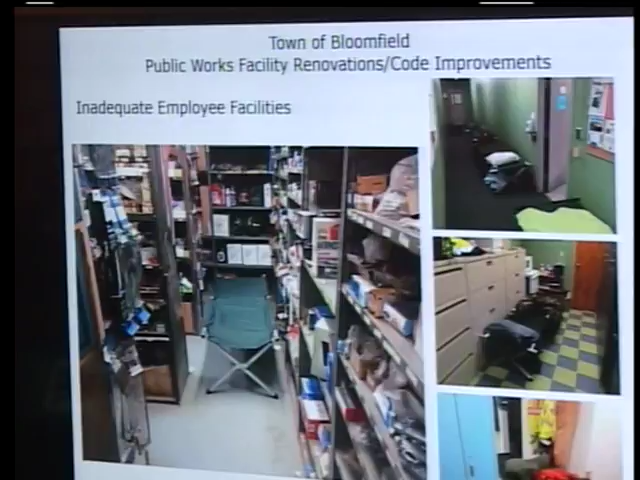 Town of Bloomfield
Public Works Facility Renovations/Code Improvements
Inadequate Employee Facilities